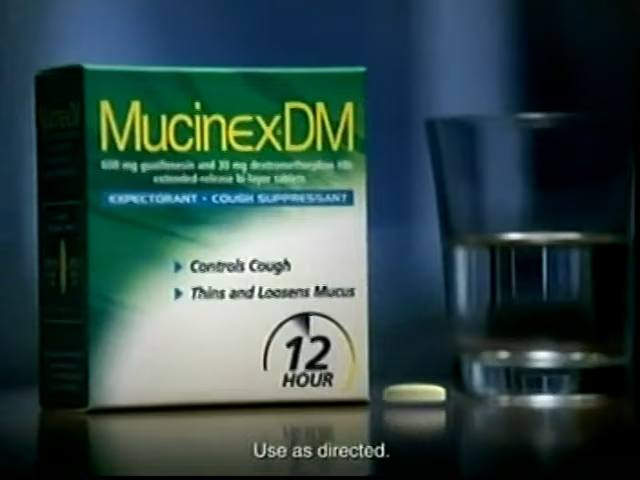 MucinexDM
600 mg guaifenesin and 30 mg dextromethorphan HBr
extended-release bi-layer tablets
EXPECTORANT • COUGH SUPPRESSANT
Controls Cough
Thins and Loosens Mucus
12
HOUR
Use as directed.